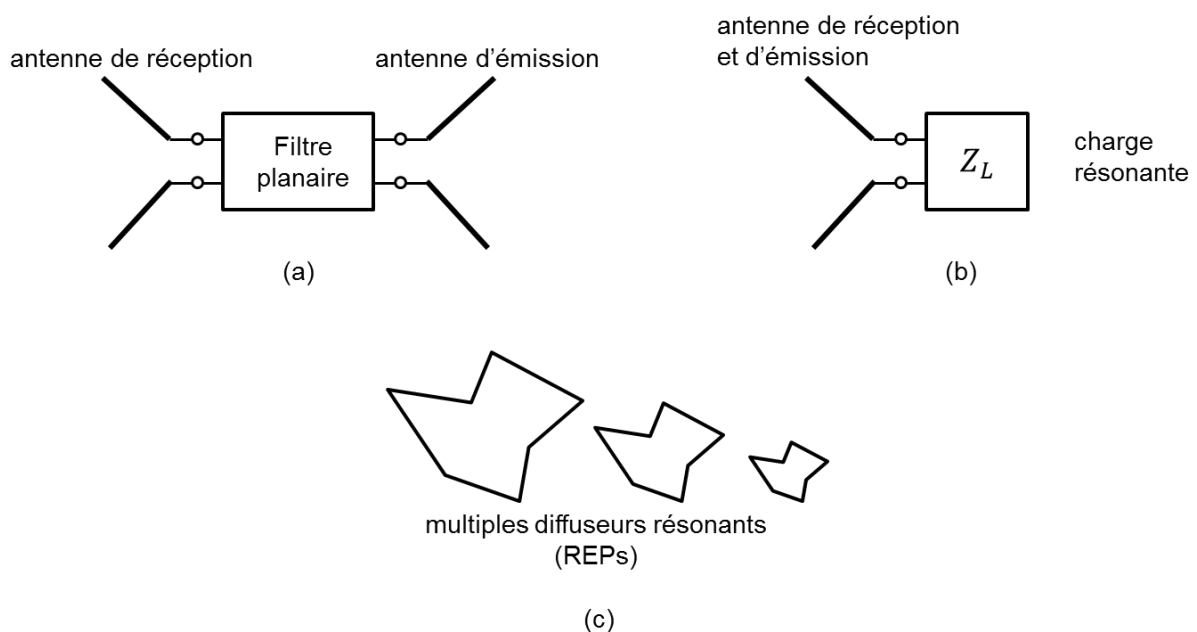 antenne de réception
antenne d'émission
Filtre
planaire
(a)
antenne de réception
et d'émission
Z_L
charge
résonante
(b)
multiples diffuseurs résonants
(REPs)
(c)